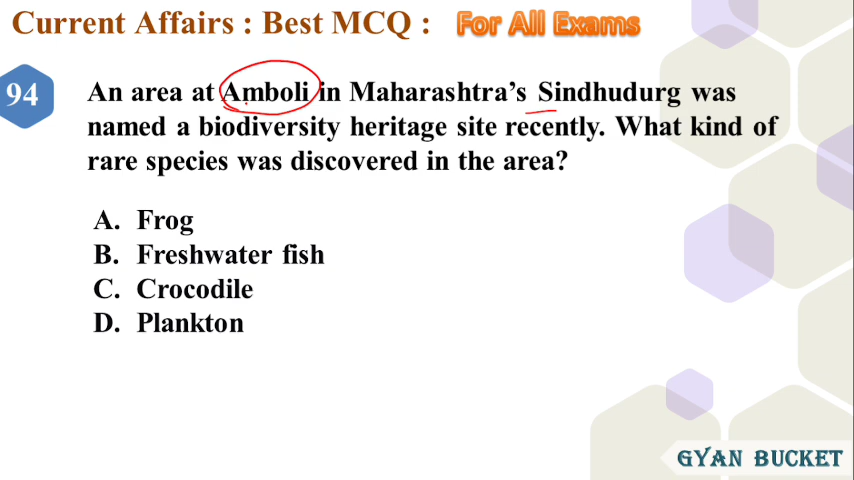 Current Affairs : Best MCQ : For All Exams
94
An area at Amboli in Maharashtra’s Sindhudurg was
named a biodiversity heritage site recently. What kind of
rare species was discovered in the area?
A. Frog
B. Freshwater fish
C. Crocodile
D. Plankton
GYAN BUCKET